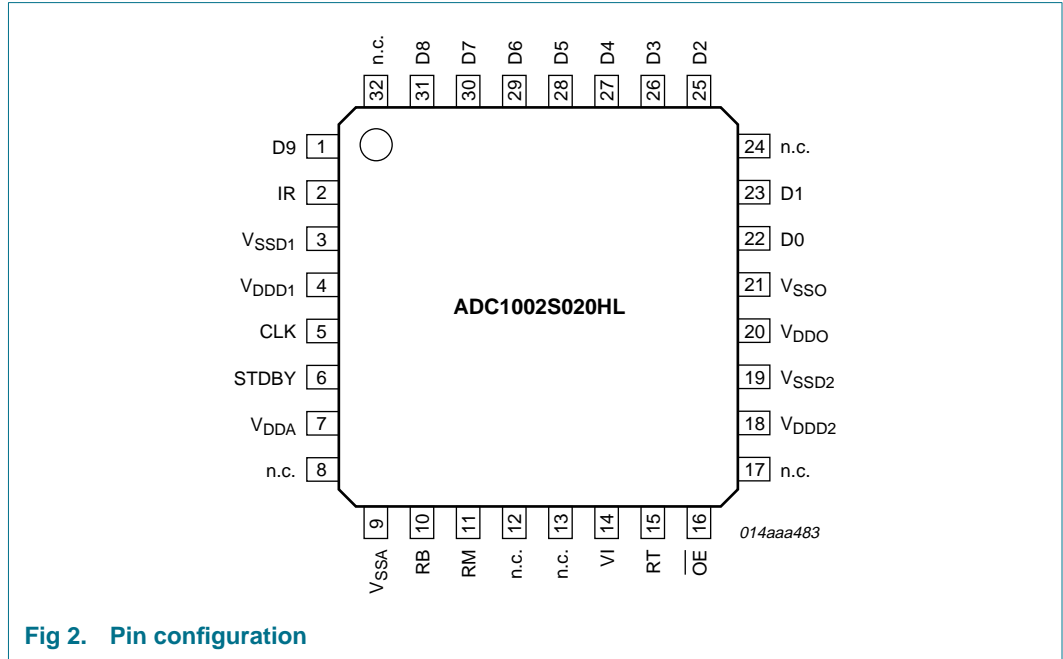 n.c. D8 D7 D6 D5 D4 D3 D2
32 31 30 29 28 27 26 25
D9 1 24 n.c.
IR 2 23 D1
VSSD1 3 22 D0
VDDD1 4 21 VSSO
ADC1002S020HL
CLK 5 20 VDDO
STDBY 6 19 VSSD2
VDDA 7 18 VDDD2
n.c. 8 17 n.c.
9 10 11 12 13 14 15 16
014aaa483
VSSA RB RM n.c. n.c. VI RT OE
Fig 2. Pin configuration